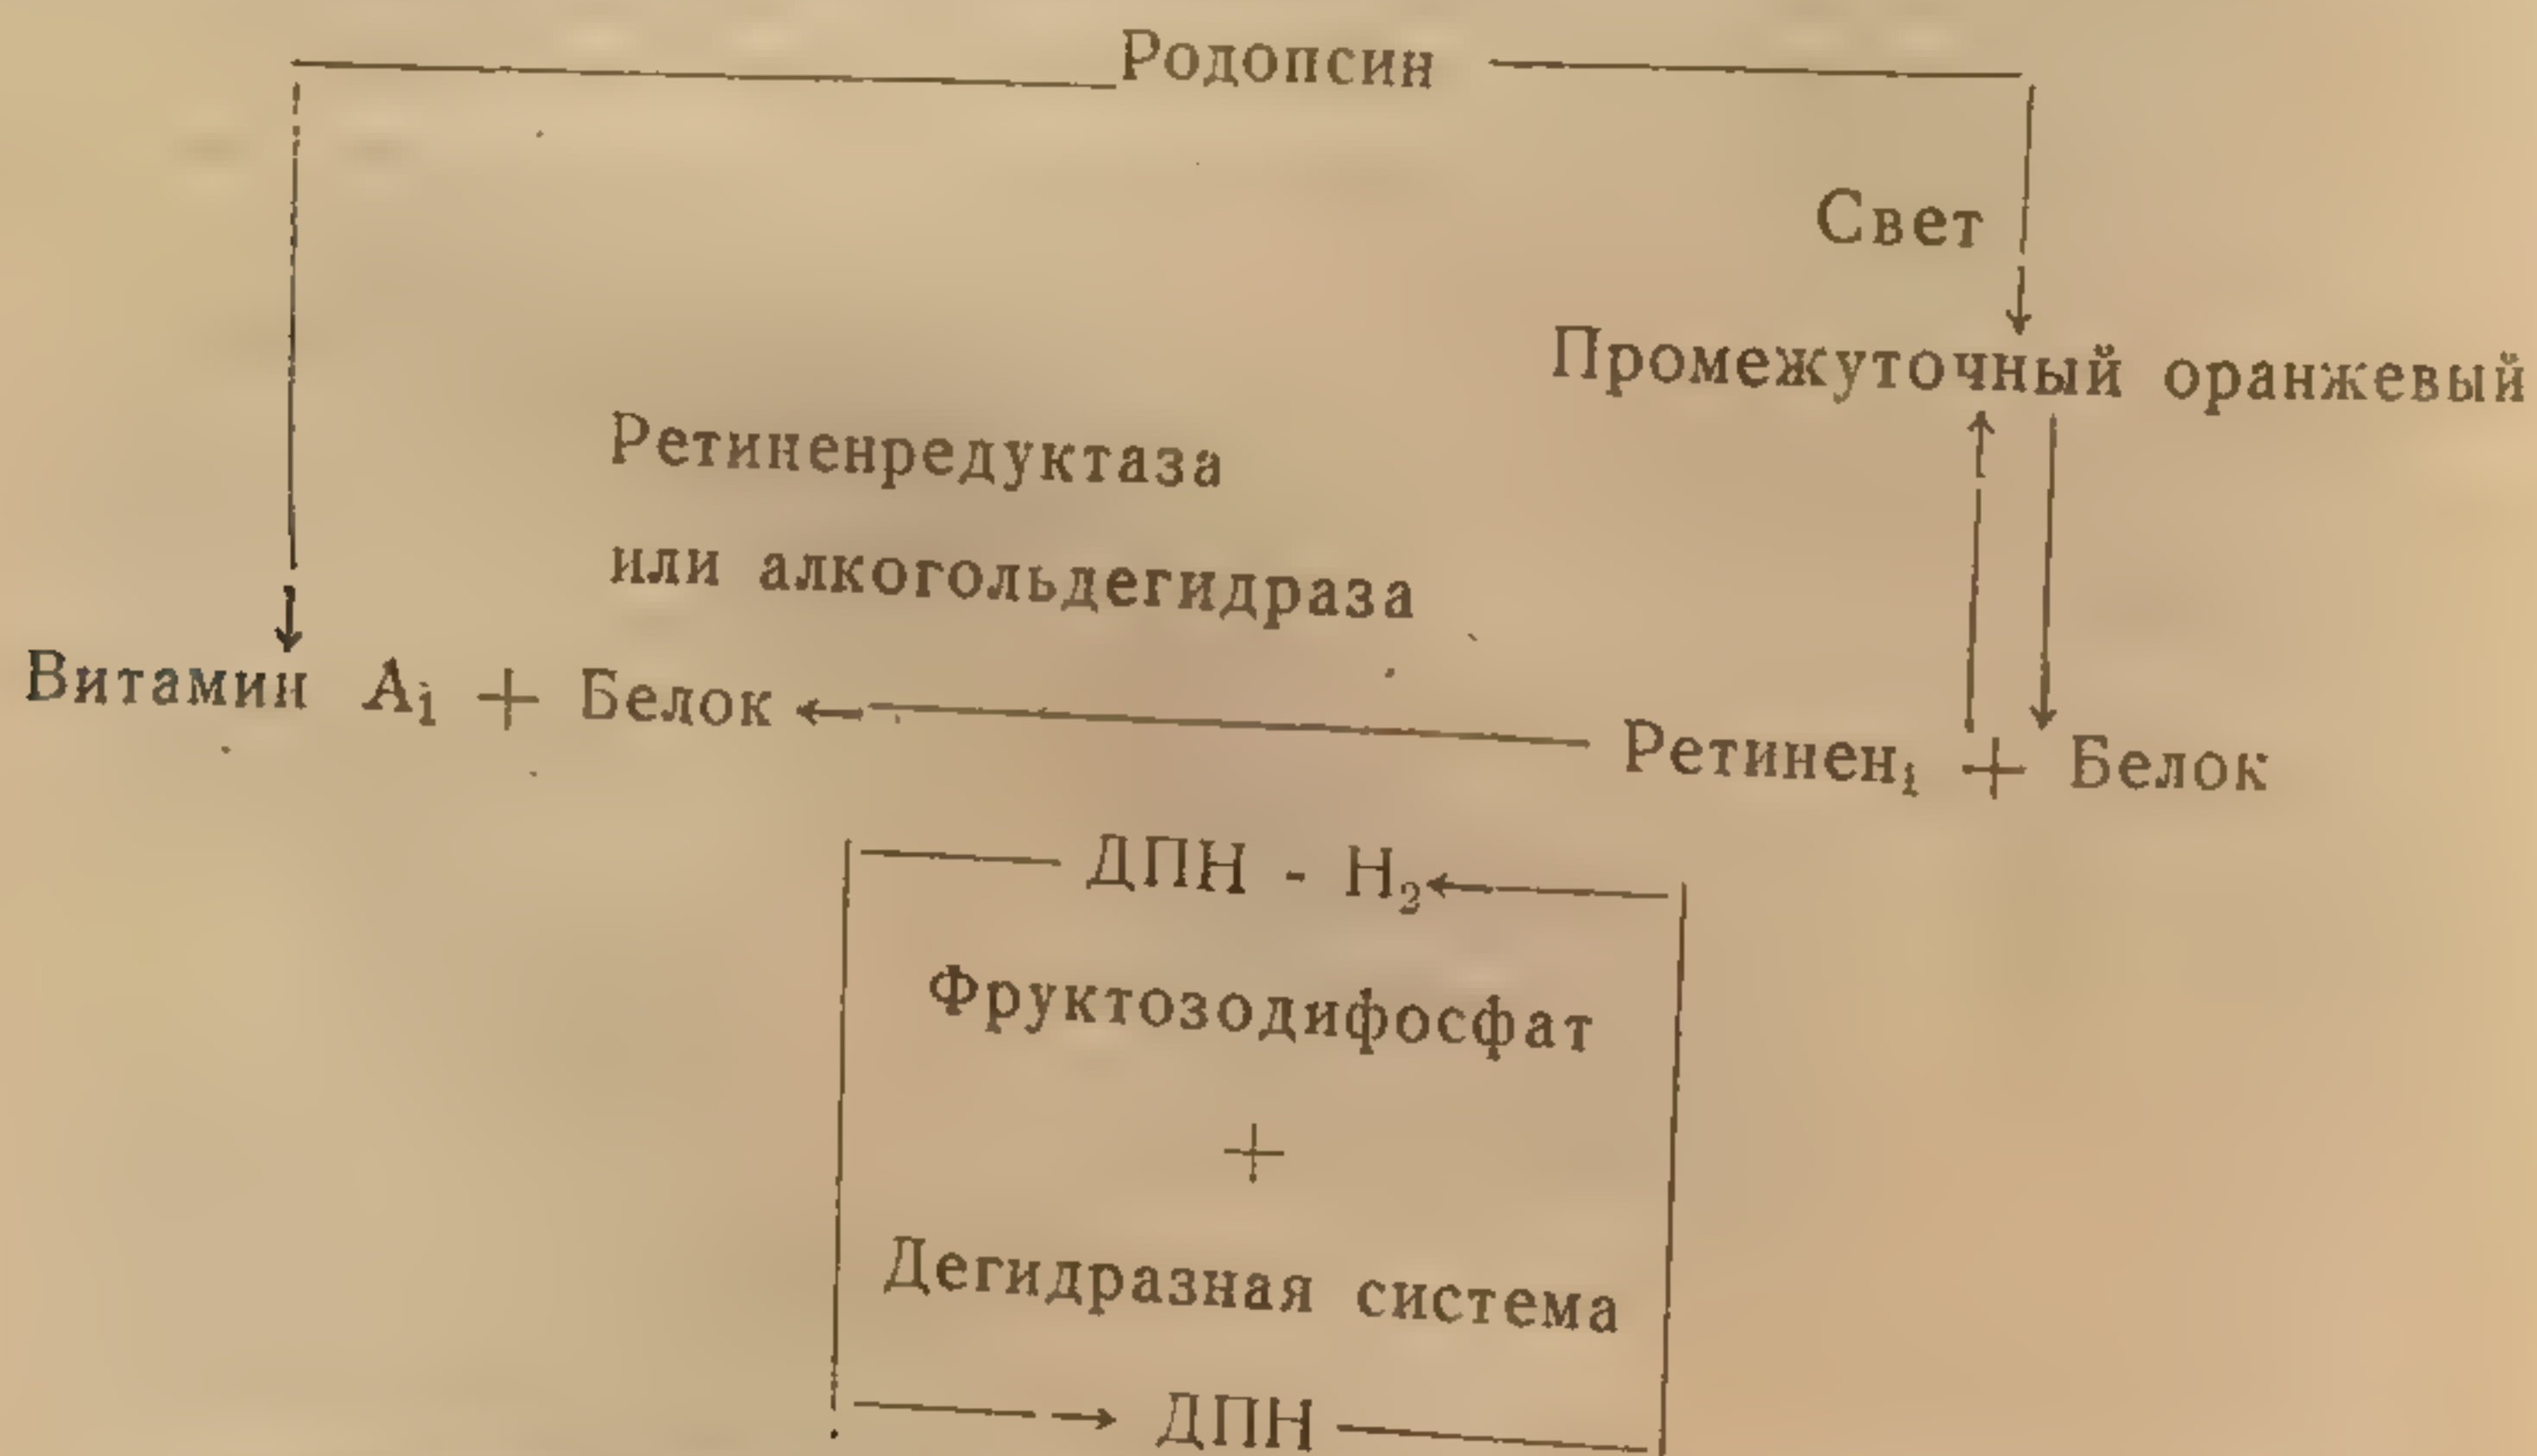 Родопсин
Свет
Промежуточный оранжевый
Ретиненредуктаза
или алкогольдегидраза
Витамин A₁ + Белок ← Ретинен₁ + Белок
ДПН - H₂
Фруктозодифосфат
+
Дегидразная система
ДПН